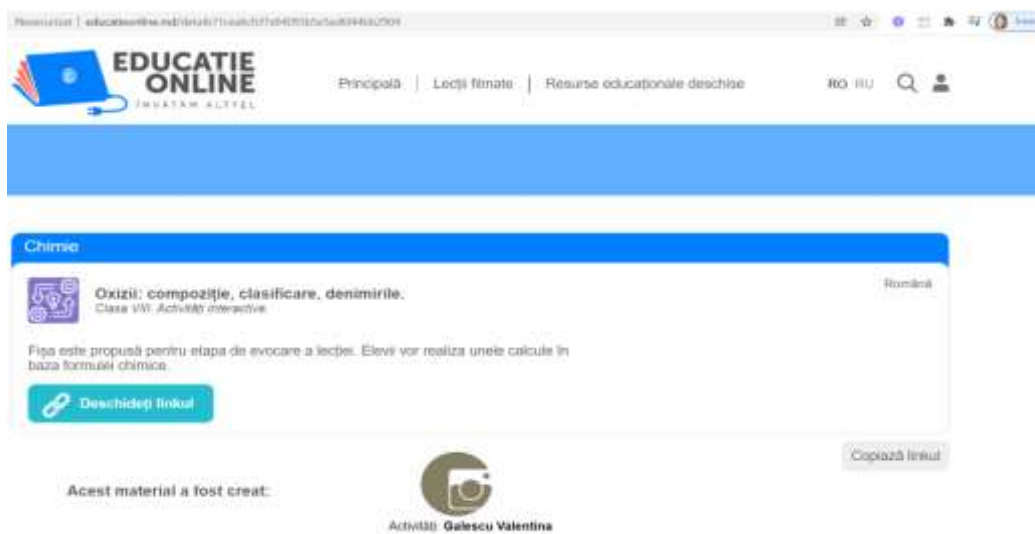 EDUCATIE
ONLINE
ÎNVĂȚĂM ALTFEL
Principală | Lecții filmate | Resurse educaționale deschise
RO RU
Chimie
Oxizii: compoziție, clasificare, denimirile.
Română
Clasa VIII. Activități interactive.
Fișa este propusă pentru etapa de evocare a lecției. Elevii vor realiza unele calcule în
baza formulei chimice.
Deschideți linkul
Copiază linkul
Acest material a fost creat:
Activități: Galescu Valentina